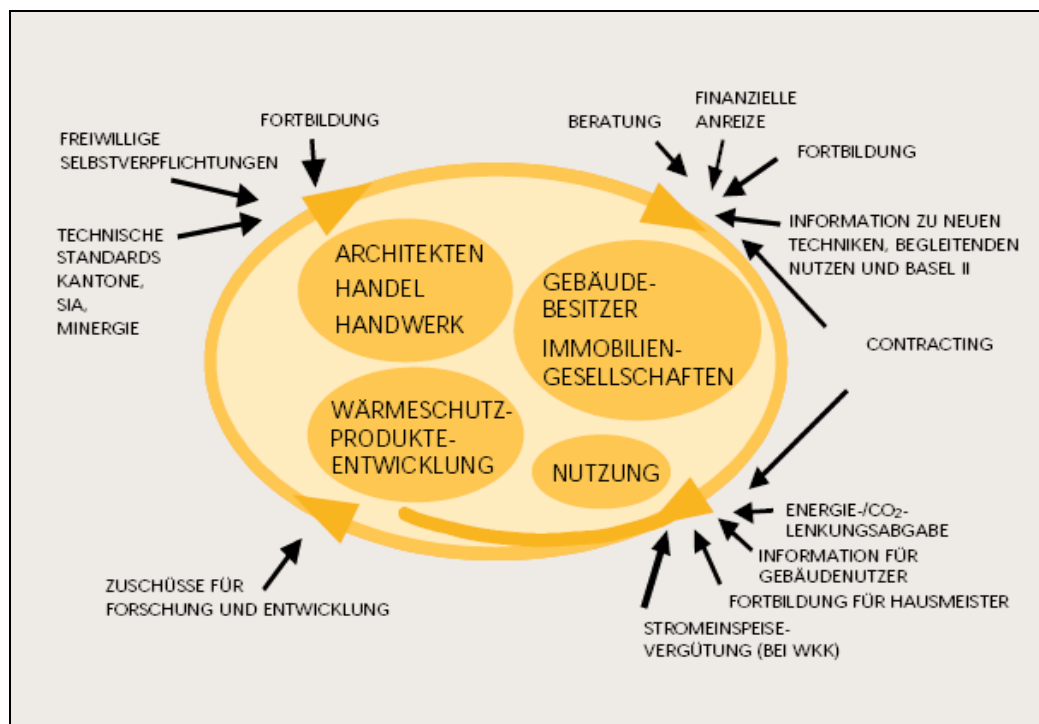 FORTBILDUNG
FREIWILLIGE
SELBSTVERPFLICHTUNGEN
TECHNISCHE
STANDARDS
KANTONE,
SIA,
MINERGIE
BERATUNG
FINANZIELLE
ANREIZE
FORTBILDUNG
INFORMATION ZU NEUEN
TECHNIKEN, BEGLEITENDEN
NUTZEN UND BASEL II
CONTRACTING
ARCHITEKTEN
HANDEL
HANDWERK
GEBÄUDE-
BESITZER
IMMOBILIEN-
GESELLSCHAFTEN
WÄRMESCHUTZ-
PRODUKTE-
ENTWICKLUNG
NUTZUNG
ENERGIE-/CO₂-
LENKUNGSABGABE
INFORMATION FÜR
GEBÄUDENUTZER
FORTBILDUNG FÜR HAUSMEISTER
STROMEINSPEISE-
VERGÜTUNG (BEI WKK)
ZUSCHÜSSE FÜR
FORSCHUNG UND ENTWICKLUNG